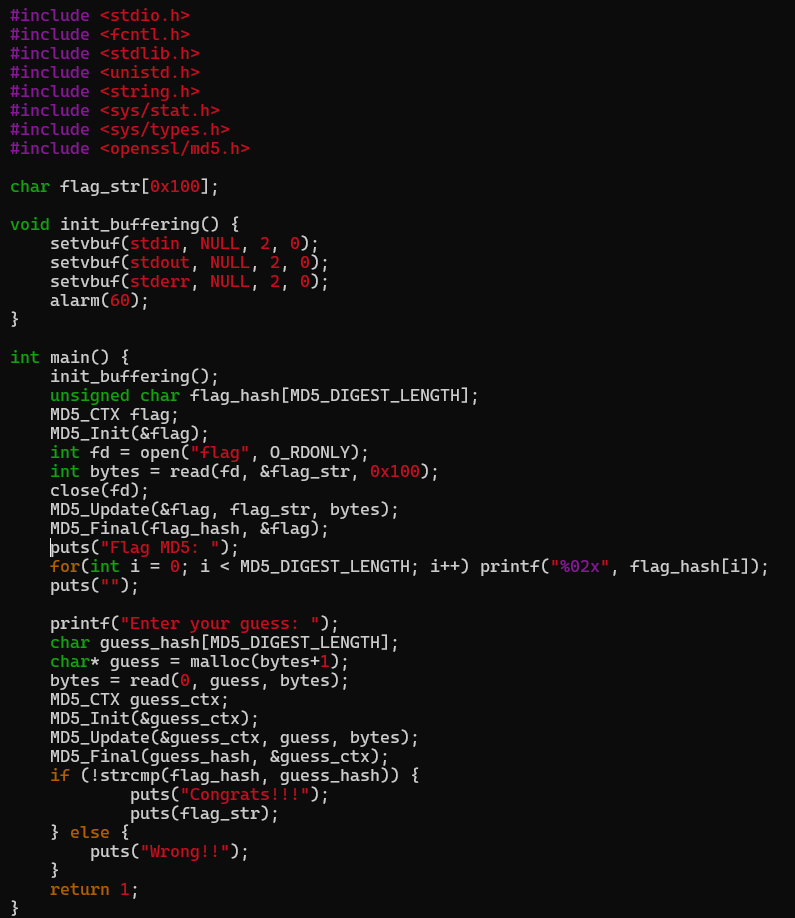 #include <stdio.h>
#include <fcntl.h>
#include <stdlib.h>
#include <unistd.h>
#include <string.h>
#include <sys/stat.h>
#include <sys/types.h>
#include <openssl/md5.h>

char flag_str[0x100];

void init_buffering() {
    setvbuf(stdin, NULL, 2, 0);
    setvbuf(stdout, NULL, 2, 0);
    setvbuf(stderr, NULL, 2, 0);
    alarm(60);
}

int main() {
    init_buffering();
    unsigned char flag_hash[MD5_DIGEST_LENGTH];
    MD5_CTX flag;
    MD5_Init(&flag);
    int fd = open("flag", O_RDONLY);
    int bytes = read(fd, &flag_str, 0x100);
    close(fd);
    MD5_Update(&flag, flag_str, bytes);
    MD5_Final(flag_hash, &flag);
    puts("Flag MD5: ");
    for(int i = 0; i < MD5_DIGEST_LENGTH; i++) printf("%02x", flag_hash[i]);
    puts("");

    printf("Enter your guess: ");
    char guess_hash[MD5_DIGEST_LENGTH];
    char* guess = malloc(bytes+1);
    bytes = read(0, guess, bytes);
    MD5_CTX guess_ctx;
    MD5_Init(&guess_ctx);
    MD5_Update(&guess_ctx, guess, bytes);
    MD5_Final(guess_hash, &guess_ctx);
    if (!strcmp(flag_hash, guess_hash)) {
            puts("Congrats!!!");
            puts(flag_str);
    } else {
        puts("Wrong!!");
    }
    return 1;
}